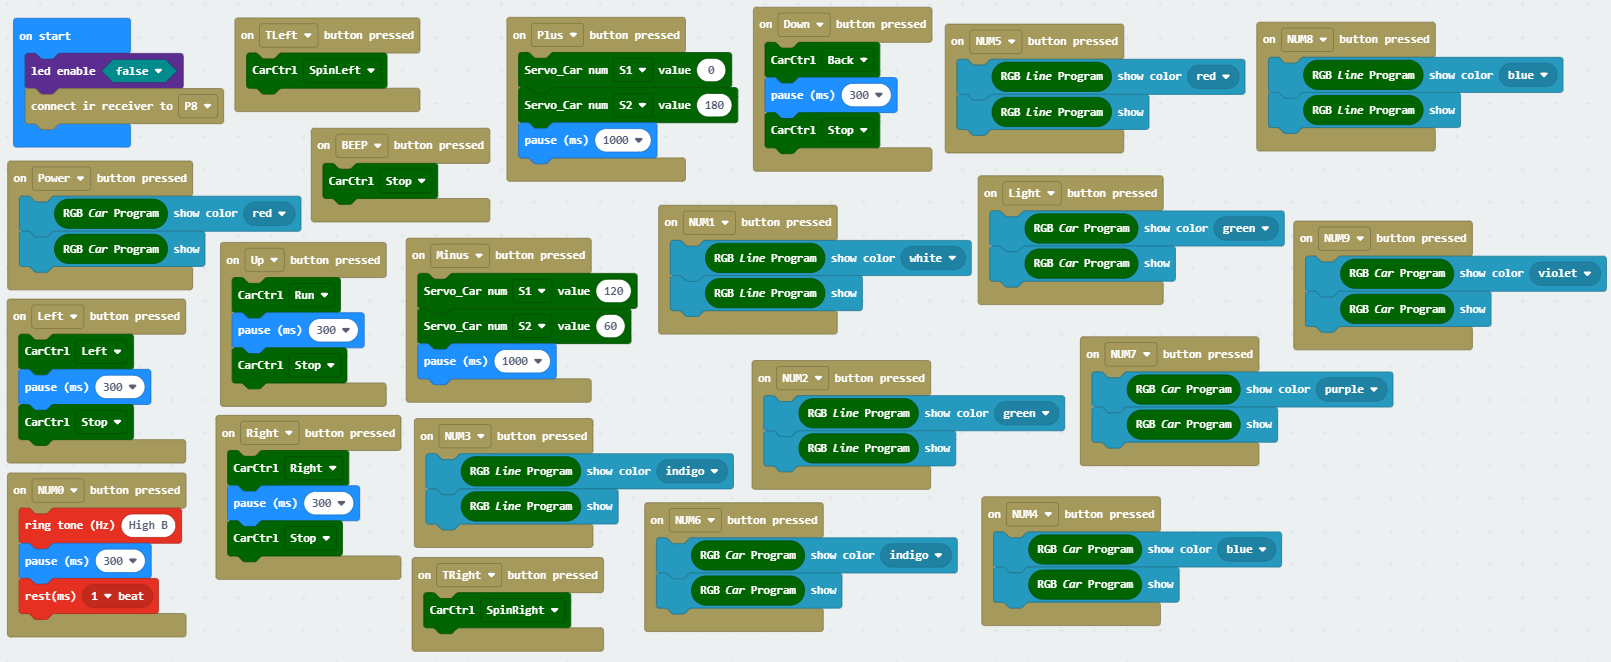 on start
led enable false
connect ir receiver to P8
on TLeft button pressed
CarCtrl SpinLeft
on Plus button pressed
Servo_Car num S1 value 0
Servo_Car num S2 value 180
pause (ms) 1000
on Down button pressed
CarCtrl Back
pause (ms) 300
CarCtrl Stop
on NUM5 button pressed
RGB Line Program show color red
RGB Line Program show
on NUM8 button pressed
RGB Line Program show color blue
RGB Line Program show
on BEEP button pressed
CarCtrl Stop
on Power button pressed
RGB Car Program show color red
RGB Car Program show
on Light button pressed
RGB Car Program show color green
RGB Car Program show
on NUM1 button pressed
RGB Line Program show color white
RGB Line Program show
on NUM9 button pressed
RGB Car Program show color violet
RGB Car Program show
on Up button pressed
CarCtrl Run
pause (ms) 300
CarCtrl Stop
on Minus button pressed
Servo_Car num S1 value 120
Servo_Car num S2 value 60
pause (ms) 1000
on Left button pressed
CarCtrl Left
pause (ms) 300
CarCtrl Stop
on NUM7 button pressed
RGB Car Program show color purple
RGB Car Program show
on NUM2 button pressed
RGB Line Program show color green
RGB Line Program show
on Right button pressed
CarCtrl Right
pause (ms) 300
CarCtrl Stop
on NUM3 button pressed
RGB Line Program show color indigo
RGB Line Program show
on NUM0 button pressed
ring tone (Hz) High B
pause (ms) 300
rest(ms) 1 beat
on NUM6 button pressed
RGB Car Program show color indigo
RGB Car Program show
on NUM4 button pressed
RGB Car Program show color blue
RGB Car Program show
on TRight button pressed
CarCtrl SpinRight